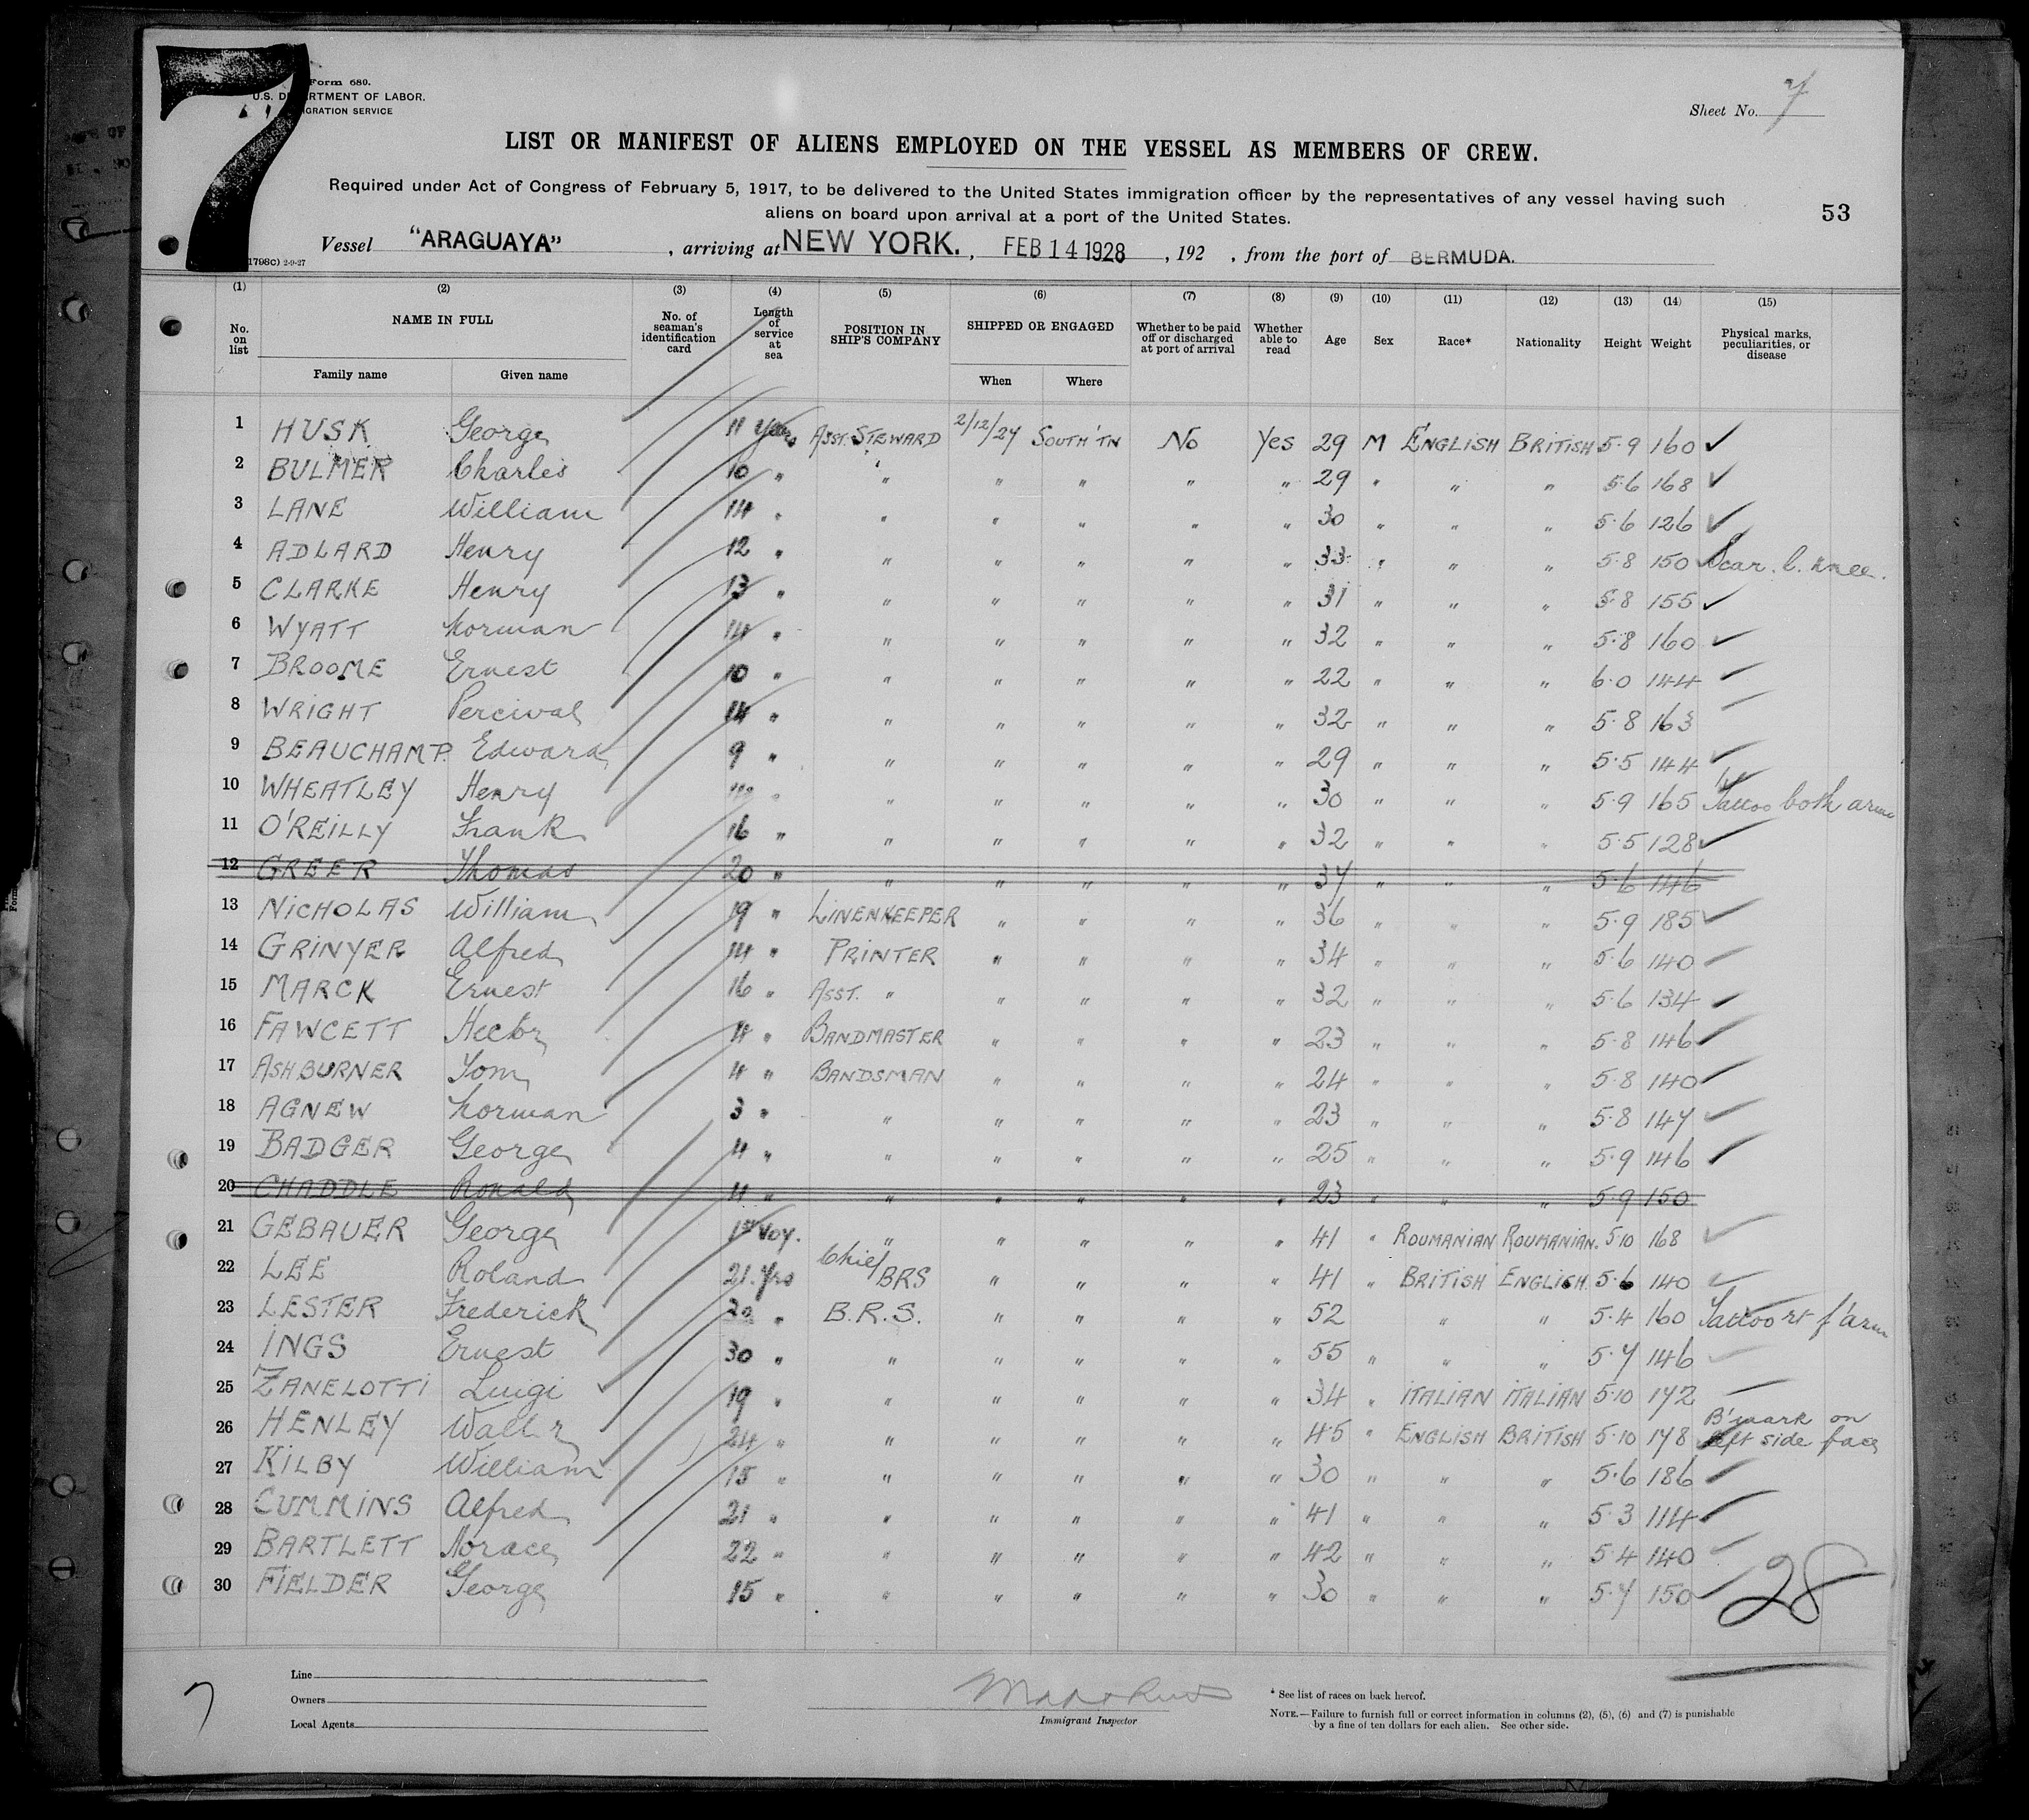 7
Form 680.
U.S. DEPARTMENT OF LABOR.
IMMIGRATION SERVICE
Sheet No. 7
LIST OR MANIFEST OF ALIENS EMPLOYED ON THE VESSEL AS MEMBERS OF CREW.
Required under Act of Congress of February 5, 1917, to be delivered to the United States immigration officer by the representatives of any vessel having such
aliens on board upon arrival at a port of the United States.
53
Vessel "ARAGUAYA" , arriving at NEW YORK. , FEB 14 1928 , 192 , from the port of BERMUDA.
1798c) 2-9-27
(1) (2) (3) (4) (5) (6) (7) (8) (9) (10) (11) (12) (13) (14) (15)
No. on list NAME IN FULL No. of seaman's identification card Length of service at sea POSITION IN SHIP'S COMPANY SHIPPED OR ENGAGED Whether to be paid off or discharged at port of arrival Whether able to read Age Sex Race* Nationality Height Weight Physical marks, peculiarities, or disease
Family name Given name When Where
1 HUSK George 11 Years ASST. STEWARD 2/12/27 SOUTH'TN No Yes 29 M ENGLISH BRITISH 5·9 160
2 BULMER Charles 10 " " " " " " 29 " " " 5·6 168
3 LANE William 14 " " " " " " 30 " " " 5·6 126
4 ADLARD Henry 12 " " " " " " 33 " " " 5·8 150 Scar. l. knee.
5 CLARKE Henry 13 " " " " " " 31 " " " 5·8 155
6 WYATT Norman 14 " " " " " " 32 " " " 5·8 160
7 BROOME Ernest 10 " " " " " " 22 " " " 6·0 144
8 WRIGHT Percival 14 " " " " " " 32 " " " 5·8 163
9 BEAUCHAMP. Edward 9 " " " " " " 29 " " " 5·5 144
10 WHEATLEY Henry " " " " " " 30 " " " 5·9 165 Tattoo both arms
11 O'REILLY Frank 16 " " " " " " 32 " " " 5·5 128
12 GREER Thomas 20 " " " " " " 37 " " " 5·6 146
13 NICHOLAS William 19 " LINENKEEPER " " " " 36 " " " 5·9 185
14 GRINYER Alfred 14 " PRINTER " " " " 34 " " " 5·6 140
15 MARCK Ernest 16 " ASST. " " " " " 32 " " " 5·6 134
16 FAWCETT Hector 4 " BANDMASTER " " " " 23 " " " 5·8 146
17 ASHBURNER Tom 4 " BANDSMAN " " " " 24 " " " 5·8 140
18 AGNEW Norman 3 " " " " " " 23 " " " 5·8 147
19 BADGER George 4 " " " " " " 25 " " " 5·9 146
20 CHADDLE Ronald 4 " " " " " " 23 " " " 5·9 150
21 GEBAUER George 1st Voy. " " " " " 41 " ROUMANIAN ROUMANIAN. 5·10 168
22 LEE Roland 21 Yrs Chief BRS " " " " 41 " BRITISH ENGLISH. 5·6 140
23 LESTER Frederick " B.R.S. " " " " 52 " " 5·4 160 Tattoo rt f'arm
24 INGS Ernest 30 " " " " " " 55 " " " 5·7 146
25 ZANELOTTI Luigi 19 " " " " " " 34 " ITALIAN ITALIAN 5·10 172
26 HENLEY Walter 24 " " " " " " 45 " ENGLISH BRITISH 5·10 178 B'mark on left side face
27 KILBY William 15 " " " " " " 30 " " " 5·6 186
28 CUMMINS Alfred 21 " " " " " " 41 " " " 5·3 114
29 BARTLETT Horace 22 " " " " " " 42 " " " 5·4 140
30 FIELDER George 15 " " " " " " 30 " " " 5·7 150
28
7
Line
Owners
Local Agents
Immigrant Inspector
* See list of races on back hereof.
NOTE.—Failure to furnish full or correct information in columns (2), (5), (6) and (7) is punishable
by a fine of ten dollars for each alien. See other side.